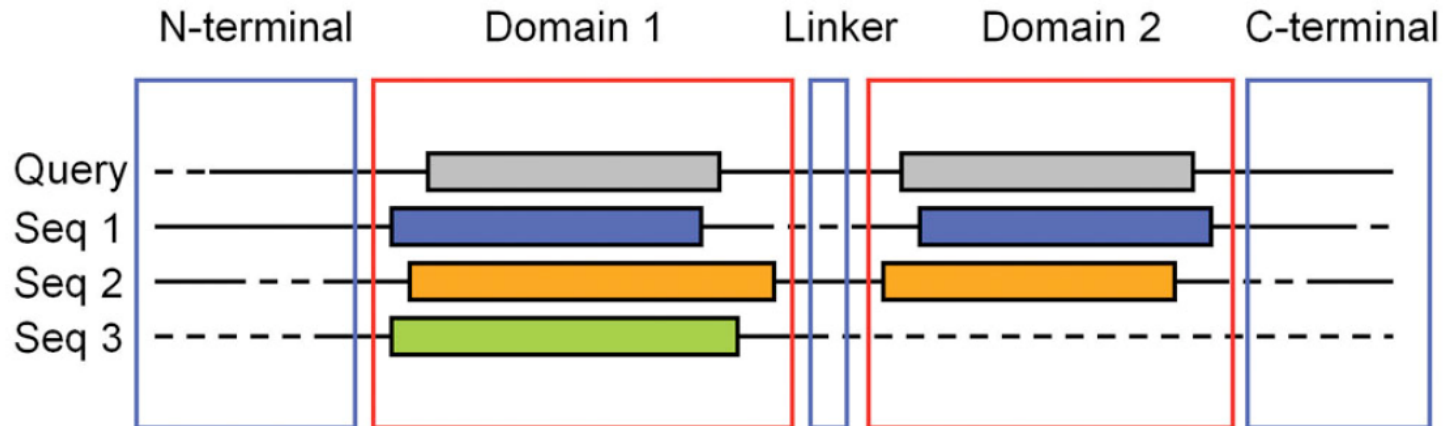 N-terminal Domain 1 Linker Domain 2 C-terminal
Query
Seq 1
Seq 2
Seq 3